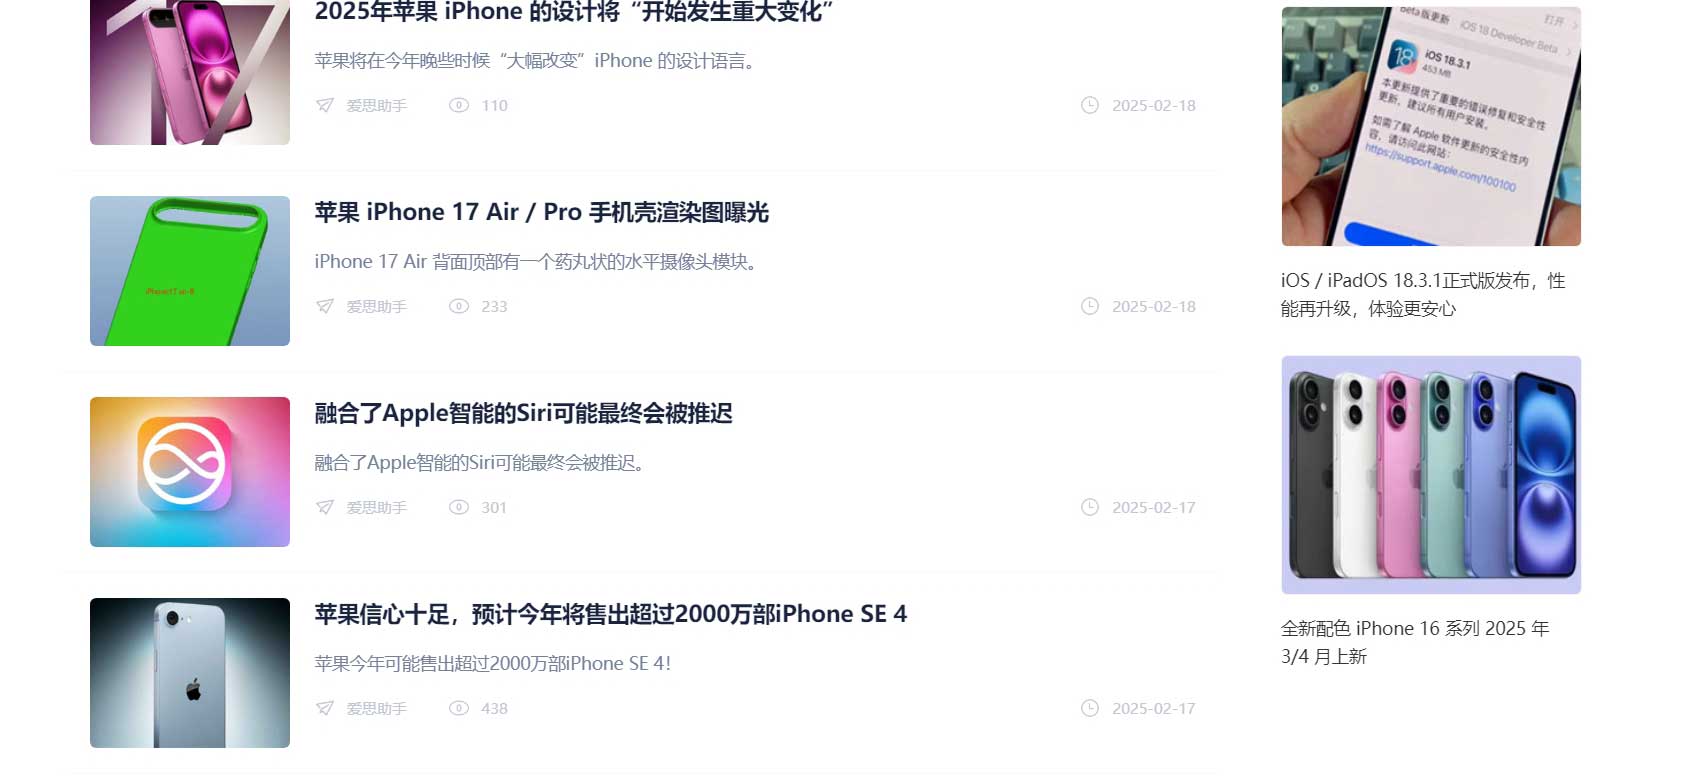 2025年苹果 iPhone 的设计将“开始发生重大变化”
苹果将在今年晚些时候“大幅改变”iPhone 的设计语言。
爱思助手 110 2025-02-18
苹果 iPhone 17 Air / Pro 手机壳渲染图曝光
iPhone 17 Air 背面顶部有一个药丸状的水平摄像头模块。
爱思助手 233 2025-02-18
融合了Apple智能的Siri可能最终会被推迟
融合了Apple智能的Siri可能最终会被推迟。
爱思助手 301 2025-02-17
苹果信心十足，预计今年将售出超过2000万部iPhone SE 4
苹果今年可能售出超过2000万部iPhone SE 4！
爱思助手 438 2025-02-17
Beta版更新 iOS 18 Developer Beta
打开
18
iOS 18.3.1
453 MB
本更新提供了重要的错误修复和安全性
更新，建议所有用户安装。
如需了解 Apple 软件更新的安全性内
容，请访问此网站：
https://support.apple.com/100100
iOS / iPadOS 18.3.1正式版发布，性
能再升级，体验更安心
全新配色 iPhone 16 系列 2025 年
3/4 月上新